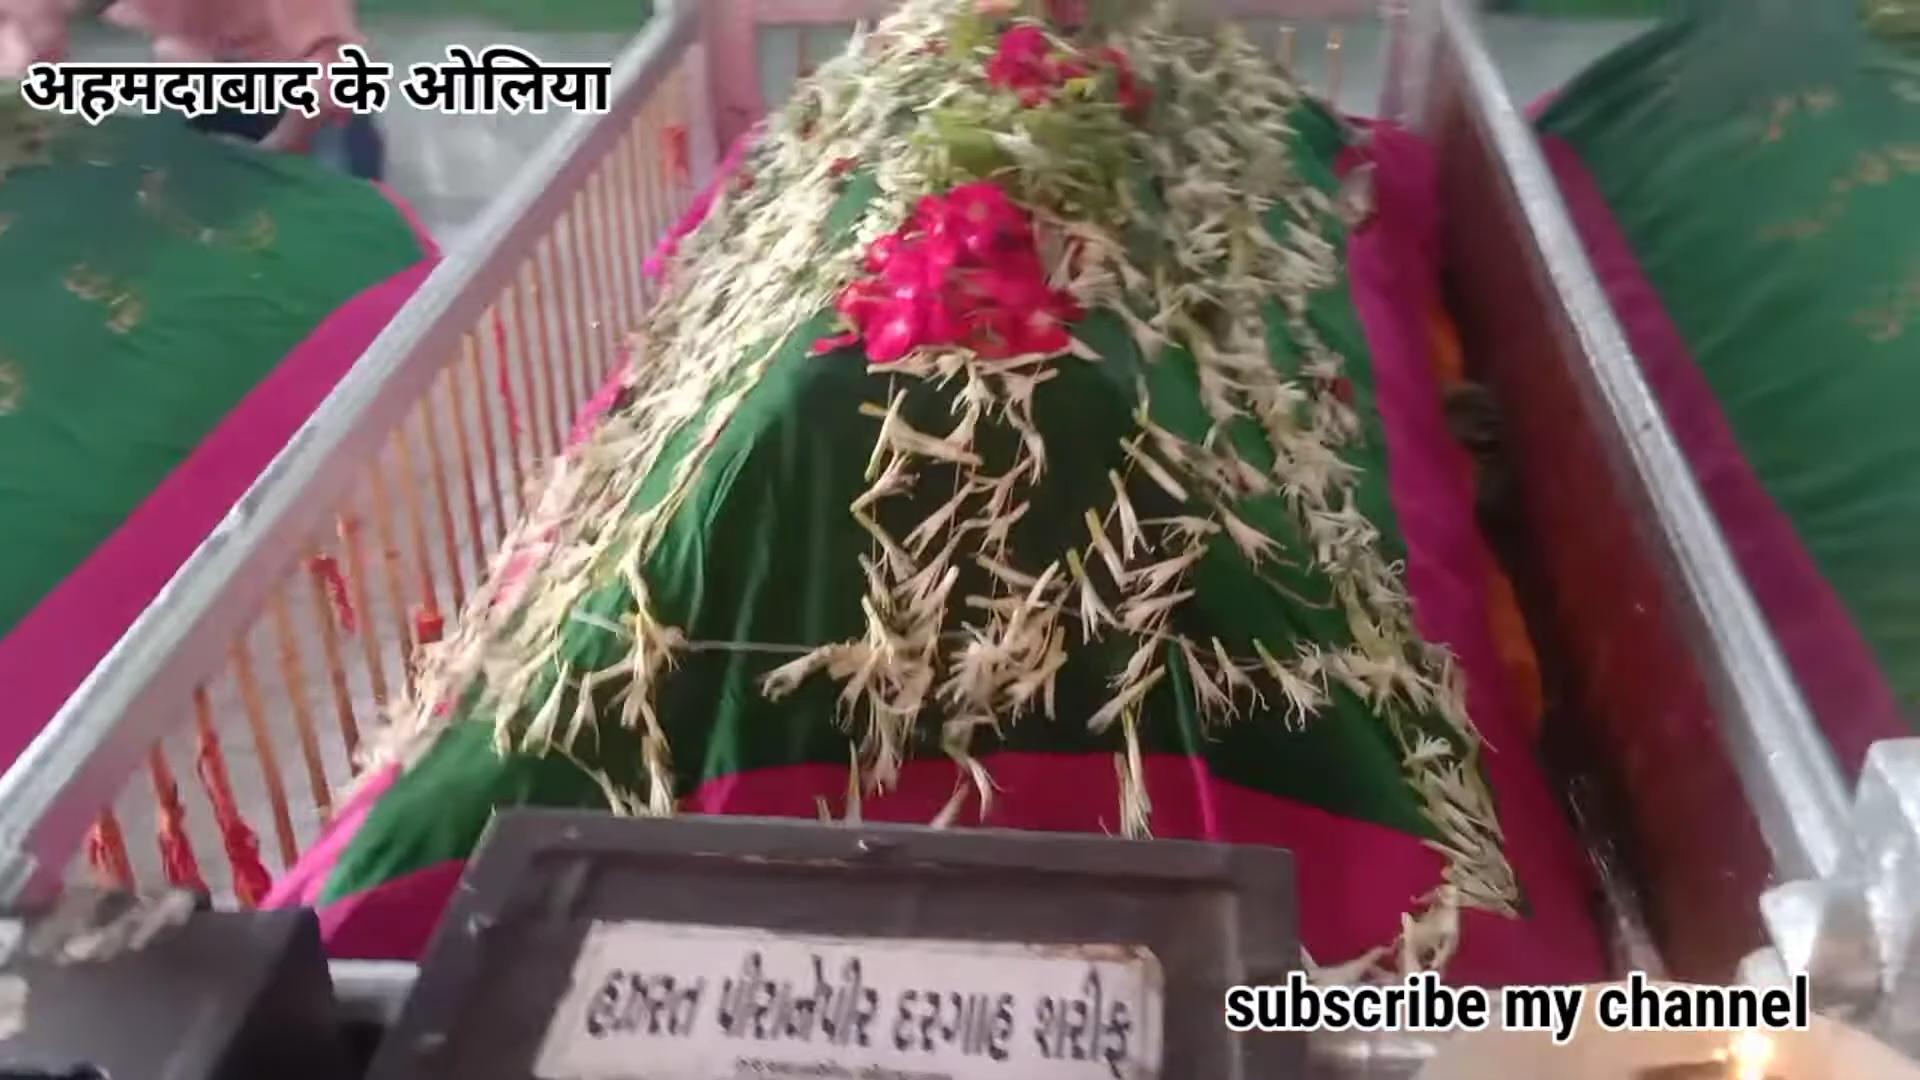 अहमदाबाद के ओलिया
હઝરત પીરાનેપીર દરગાહ શરીફ
subscribe my channel